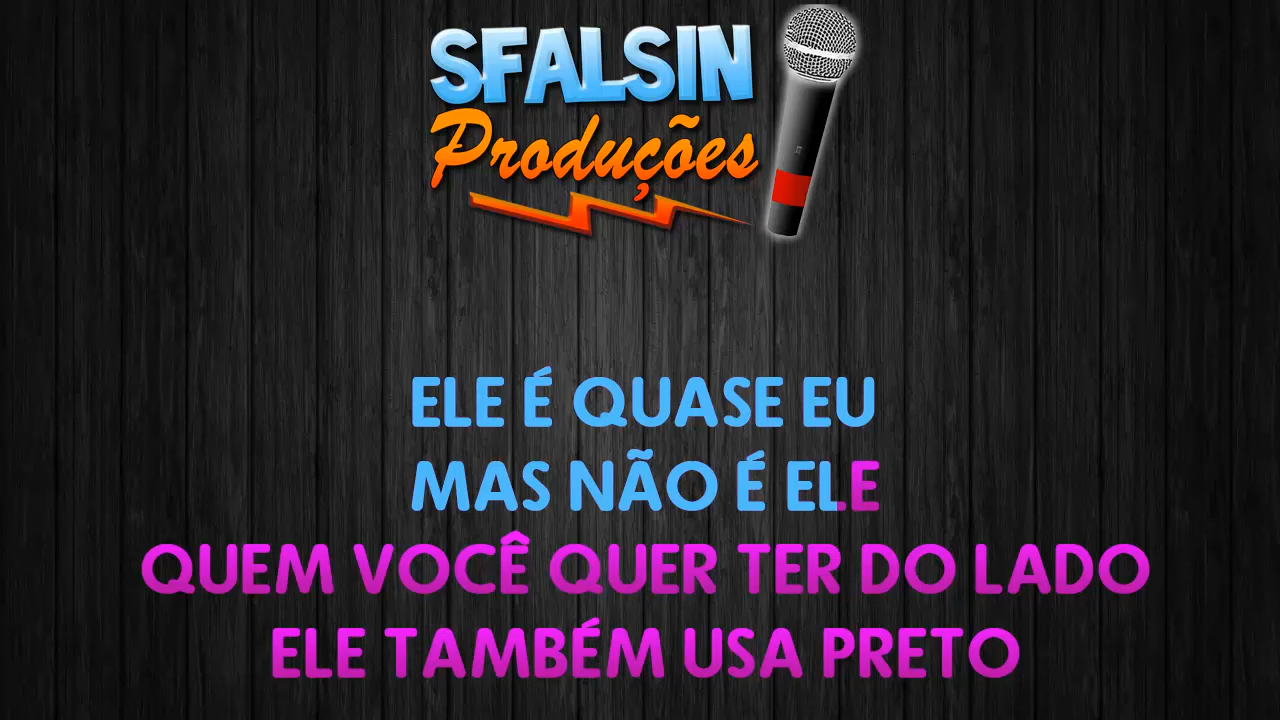 SFALSIN
Produções
ELE É QUASE EU
MAS NÃO É ELE
QUEM VOCÊ QUER TER DO LADO
ELE TAMBÉM USA PRETO